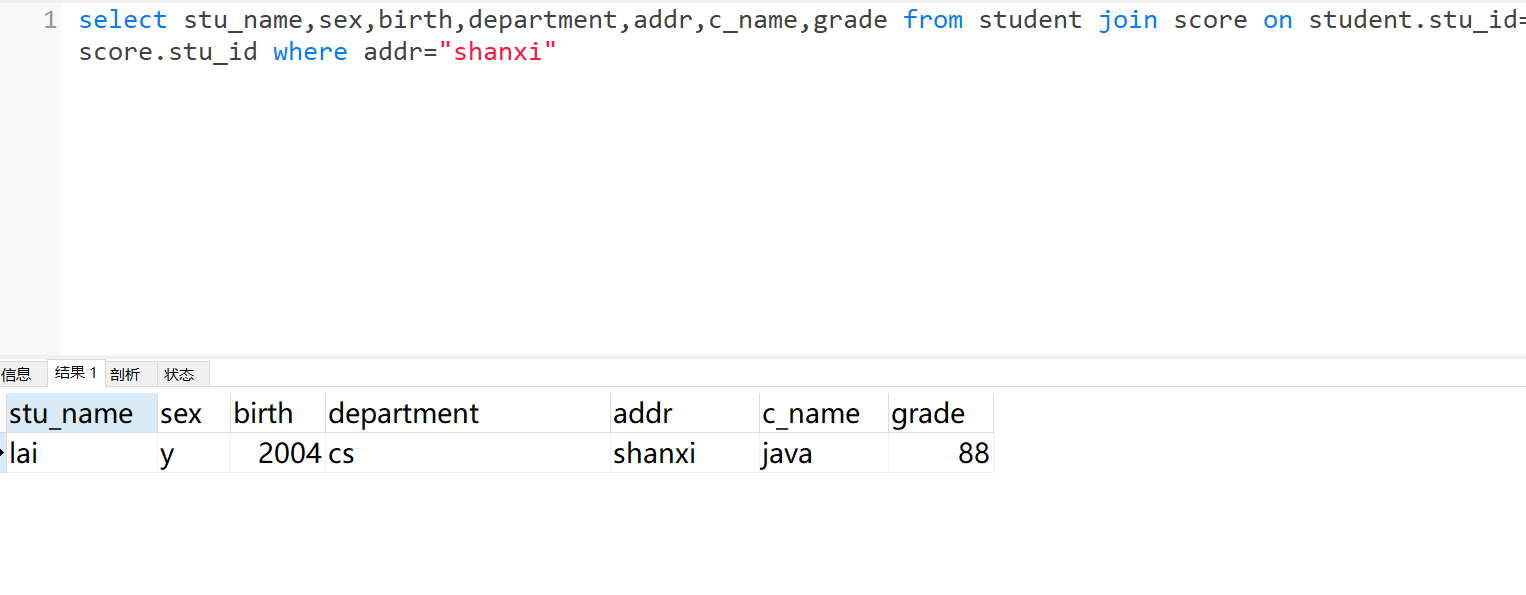 1 select stu_name,sex,birth,department,addr,c_name,grade from student join score on student.stu_id=
score.stu_id where addr="shanxi"
信息 结果 1 剖析 状态
stu_name sex birth department addr c_name grade
lai y 2004 cs shanxi java 88